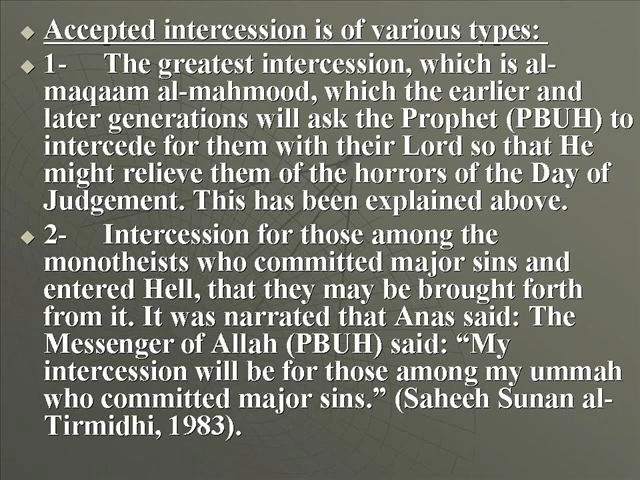 Accepted intercession is of various types:
1- The greatest intercession, which is al-
maqaam al-mahmood, which the earlier and
later generations will ask the Prophet (PBUH) to
intercede for them with their Lord so that He
might relieve them of the horrors of the Day of
Judgement. This has been explained above.
2- Intercession for those among the
monotheists who committed major sins and
entered Hell, that they may be brought forth
from it. It was narrated that Anas said: The
Messenger of Allah (PBUH) said: “My
intercession will be for those among my ummah
who committed major sins.” (Saheeh Sunan al-
Tirmidhi, 1983).